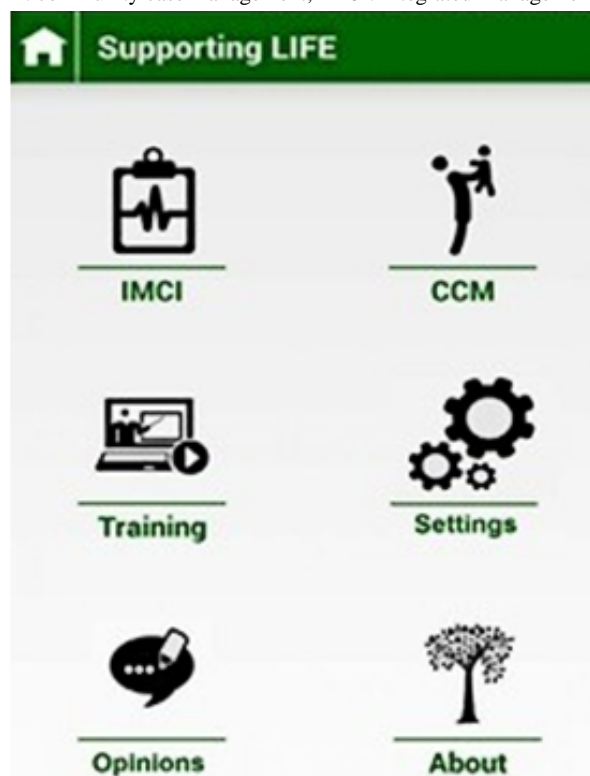 Supporting LIFE
IMCI
CCM
Training
Settings
Opinions
About